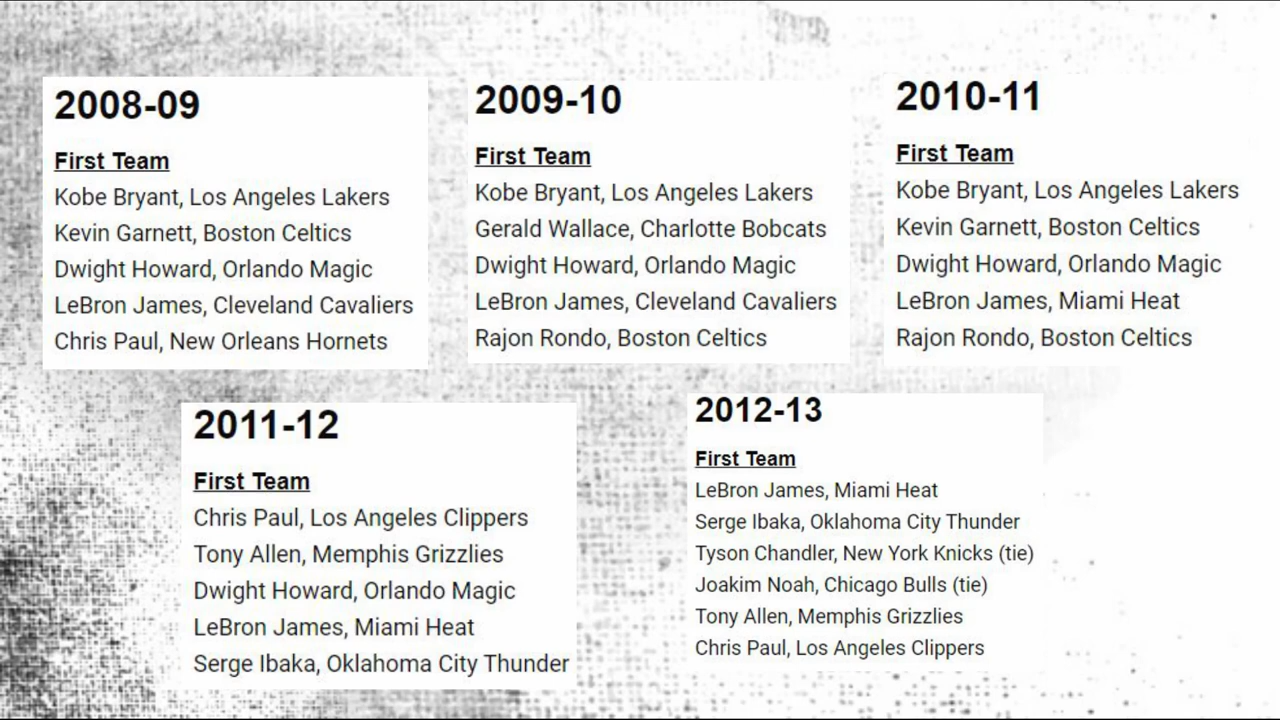 2008-09
First Team
Kobe Bryant, Los Angeles Lakers
Kevin Garnett, Boston Celtics
Dwight Howard, Orlando Magic
LeBron James, Cleveland Cavaliers
Chris Paul, New Orleans Hornets
2009-10
First Team
Kobe Bryant, Los Angeles Lakers
Gerald Wallace, Charlotte Bobcats
Dwight Howard, Orlando Magic
LeBron James, Cleveland Cavaliers
Rajon Rondo, Boston Celtics
2010-11
First Team
Kobe Bryant, Los Angeles Lakers
Kevin Garnett, Boston Celtics
Dwight Howard, Orlando Magic
LeBron James, Miami Heat
Rajon Rondo, Boston Celtics
2011-12
First Team
Chris Paul, Los Angeles Clippers
Tony Allen, Memphis Grizzlies
Dwight Howard, Orlando Magic
LeBron James, Miami Heat
Serge Ibaka, Oklahoma City Thunder
2012-13
First Team
LeBron James, Miami Heat
Serge Ibaka, Oklahoma City Thunder
Tyson Chandler, New York Knicks (tie)
Joakim Noah, Chicago Bulls (tie)
Tony Allen, Memphis Grizzlies
Chris Paul, Los Angeles Clippers